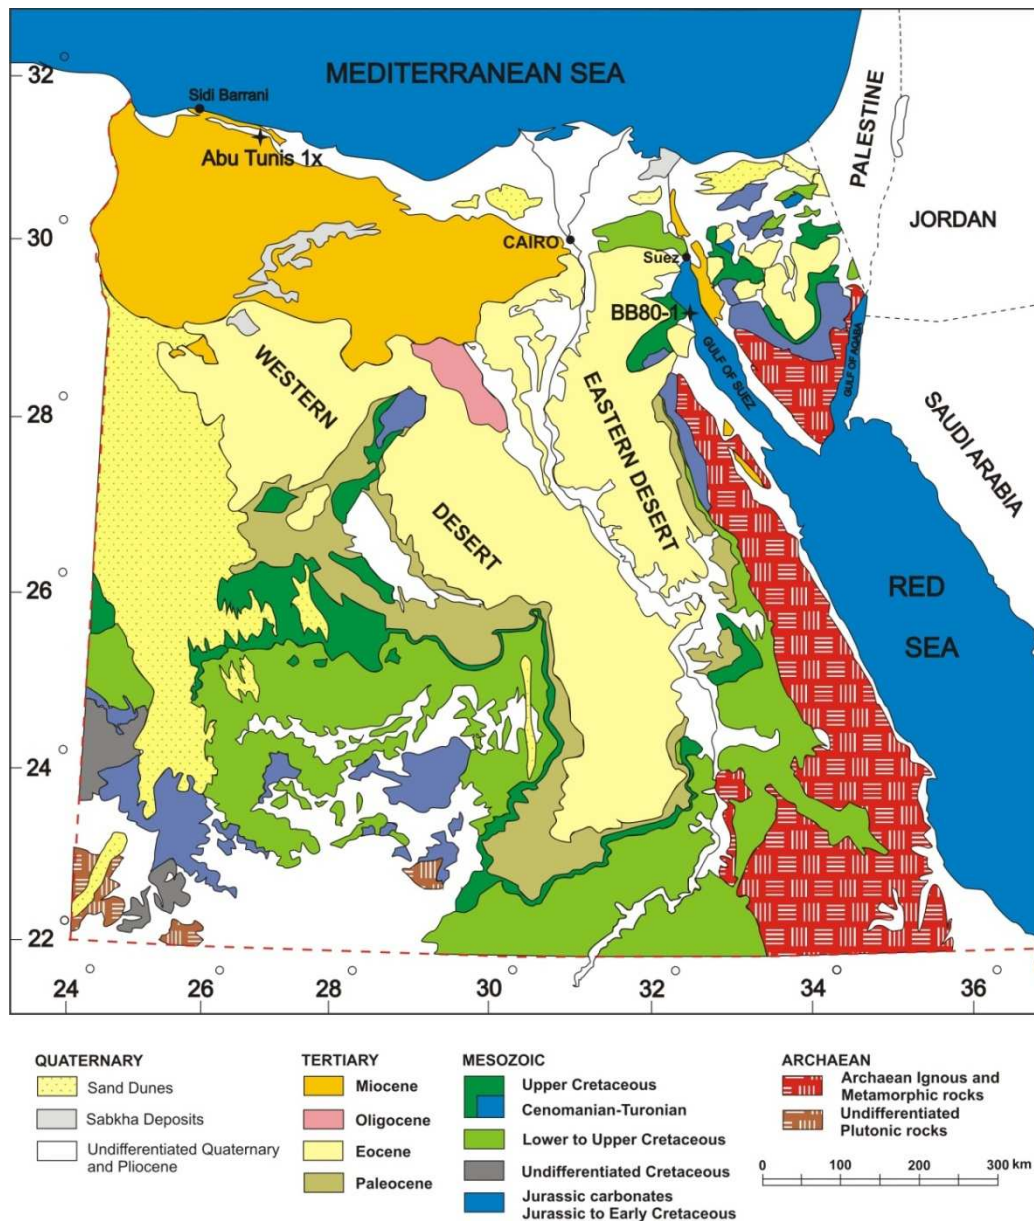 MEDITERRANEAN SEA
32
Sidi Barrani
Abu Tunis 1x
PALESTINE
JORDAN
30
CAIRO
Suez
BB80-1
GULF OF SUEZ
GULF OF AQABA
WESTERN
28
EASTERN DESERT
SAUDI ARABIA
DESERT
26
RED
SEA
24
22
24 26 28 30 32 34 36
QUATERNARY
Sand Dunes
Sabkha Deposits
Undifferentiated Quaternary
and Pliocene
TERTIARY
Miocene
Oligocene
Eocene
Paleocene
MESOZOIC
Upper Cretaceous
Cenomanian-Turonian
Lower to Upper Cretaceous
Undifferentiated Cretaceous
Jurassic carbonates
Jurassic to Early Cretaceous
ARCHAEAN
Archaean Ignous and
Metamorphic rocks
Undifferentiated
Plutonic rocks
0 100 200 300 km